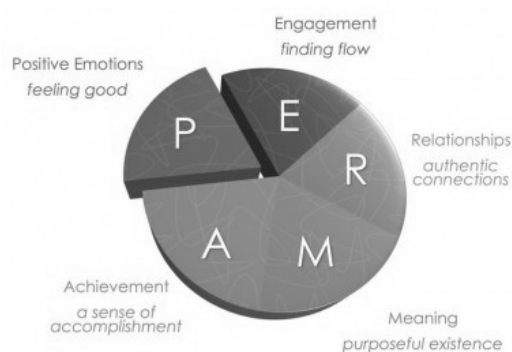 Engagement
finding flow
Positive Emotions
feeling good
P
E
Relationships
authentic
connections
R
A
M
Achievement
a sense of
accomplishment
Meaning
purposeful existence